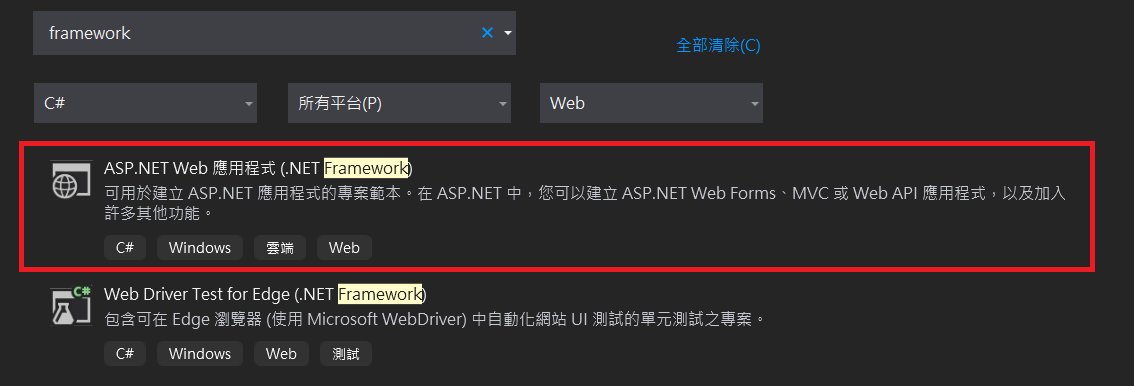 framework
全部清除(C)
C# 所有平台(P) Web
ASP.NET Web 應用程式 (.NET Framework)
可用於建立 ASP.NET 應用程式的專案範本。在 ASP.NET 中，您可以建立 ASP.NET Web Forms、MVC 或 Web API 應用程式，以及加入
許多其他功能。
C# Windows 雲端 Web
C#
Web Driver Test for Edge (.NET Framework)
包含可在 Edge 瀏覽器 (使用 Microsoft WebDriver) 中自動化網站 UI 測試的單元測試之專案。
C# Windows Web 測試